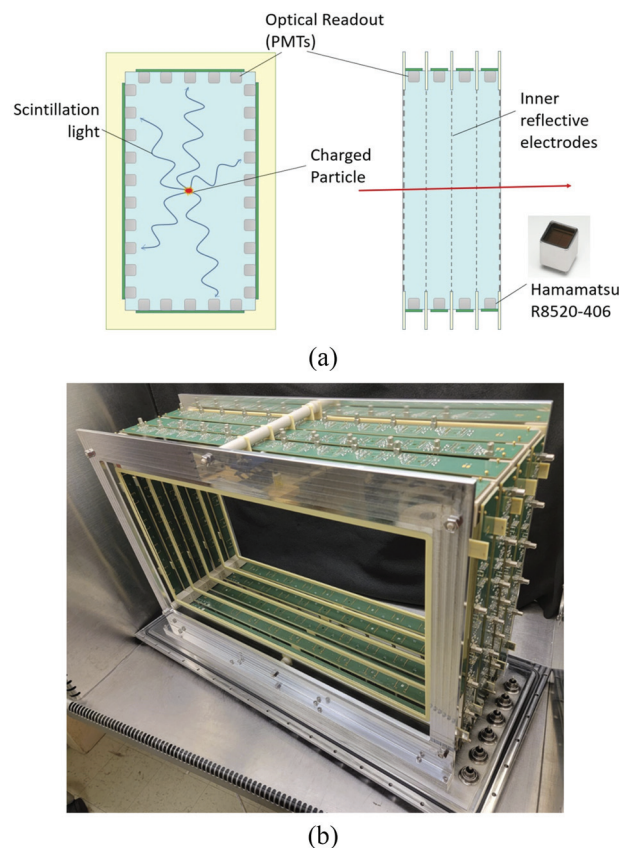 Optical Readout
(PMTs)
Scintillation
light
Charged
Particle
Inner
reflective
electrodes
Hamamatsu
R8520-406
(a)
(b)